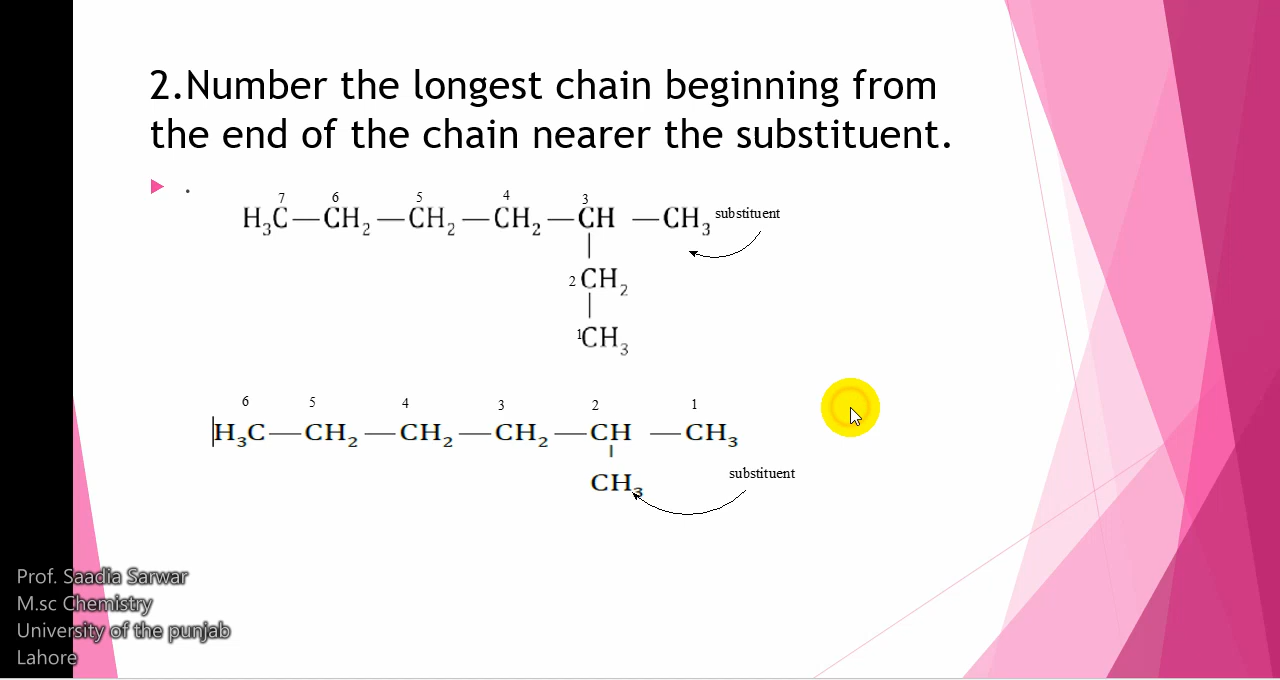 2.Number the longest chain beginning from
the end of the chain nearer the substituent.
.
7 6 5 4 3
H₃C—CH₂—CH₂—CH₂—CH—CH₃ substituent
|
2 CH₂
|
1 CH₃
6 5 4 3 2 1
H₃C—CH₂—CH₂—CH₂—CH—CH₃
|
substituent
CH₃
Prof. Saadia Sarwar
M.sc Chemistry
University of the punjab
Lahore